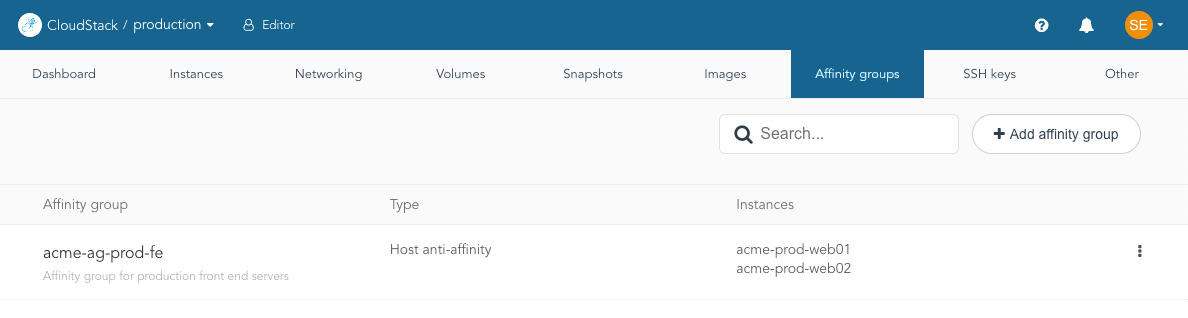 CloudStack / production Editor SE
Dashboard Instances Networking Volumes Snapshots Images Affinity groups SSH keys Other
Search... + Add affinity group
Affinity group Type Instances
acme-ag-prod-fe Host anti-affinity acme-prod-web01
acme-prod-web02
Affinity group for production front end servers